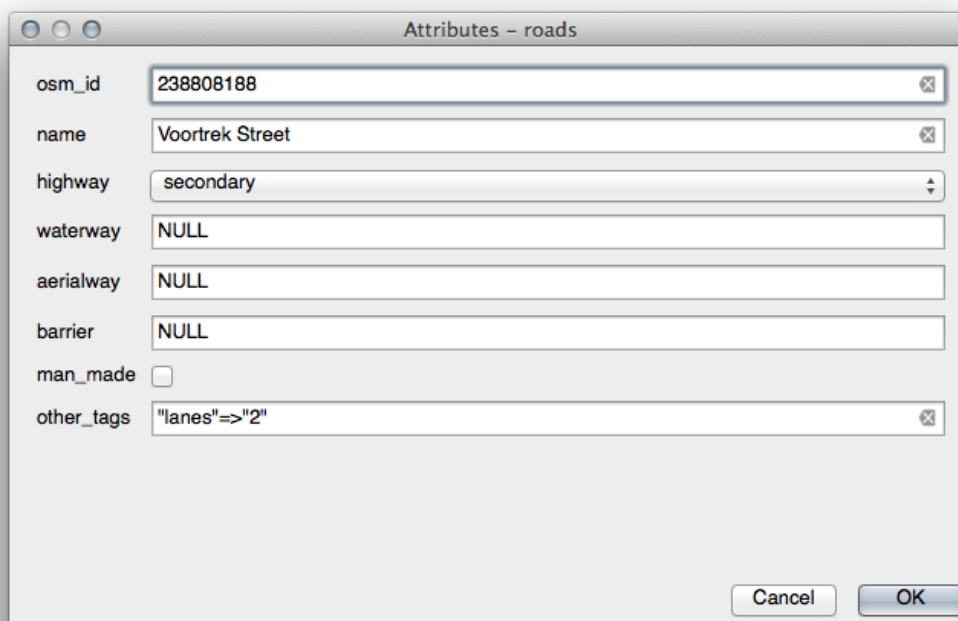 Attributes – roads
osm_id 238808188
name Voortrek Street
highway secondary
waterway NULL
aerialway NULL
barrier NULL
man_made
other_tags "lanes"=>"2"
Cancel OK